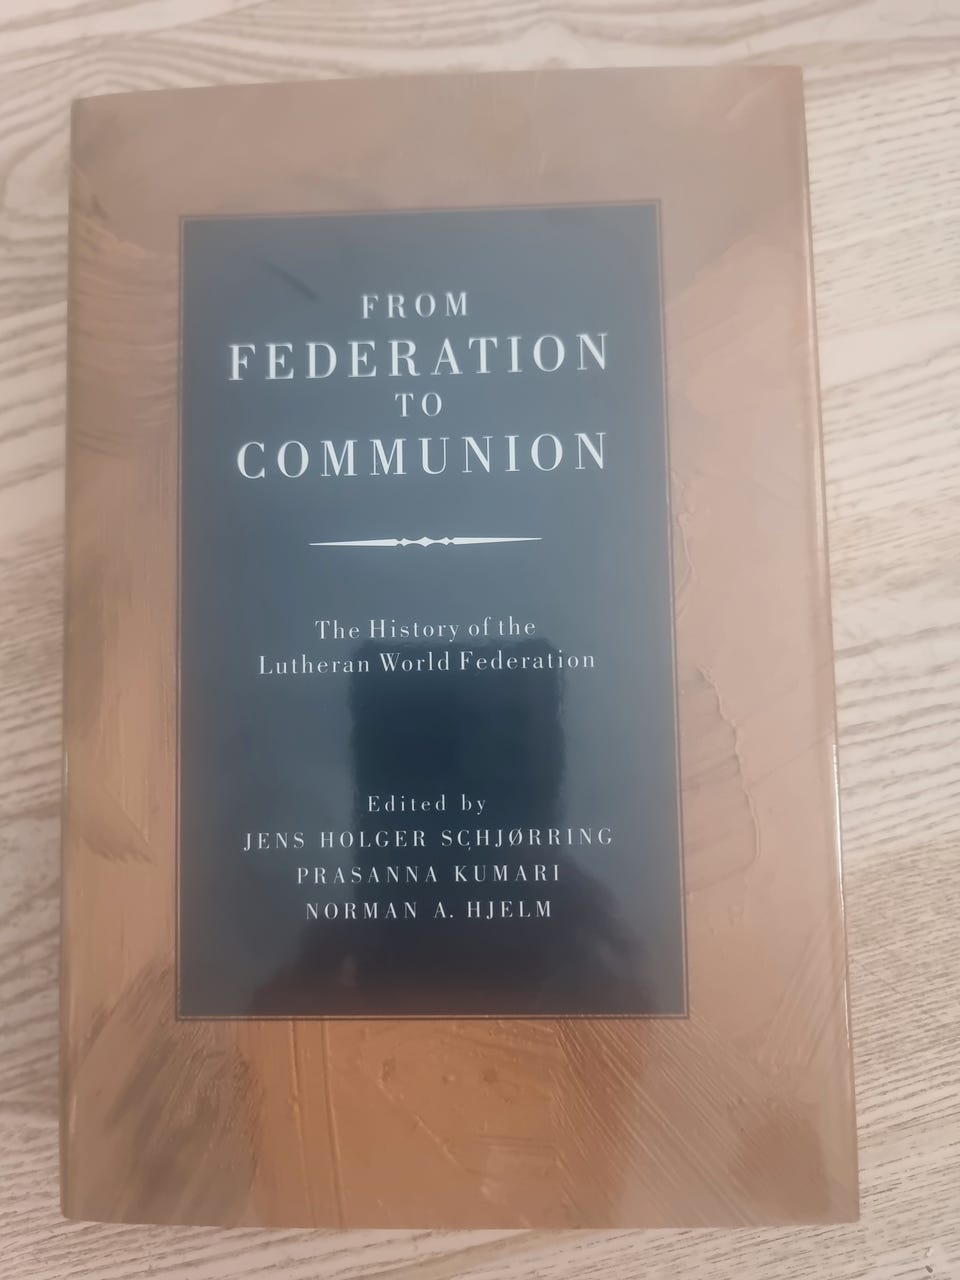 FROM
FEDERATION
TO
COMMUNION
The History of the
Lutheran World Federation
Edited by
JENS HOLGER SCHJØRRING
PRASANNA KUMARI
NORMAN A. HJELM